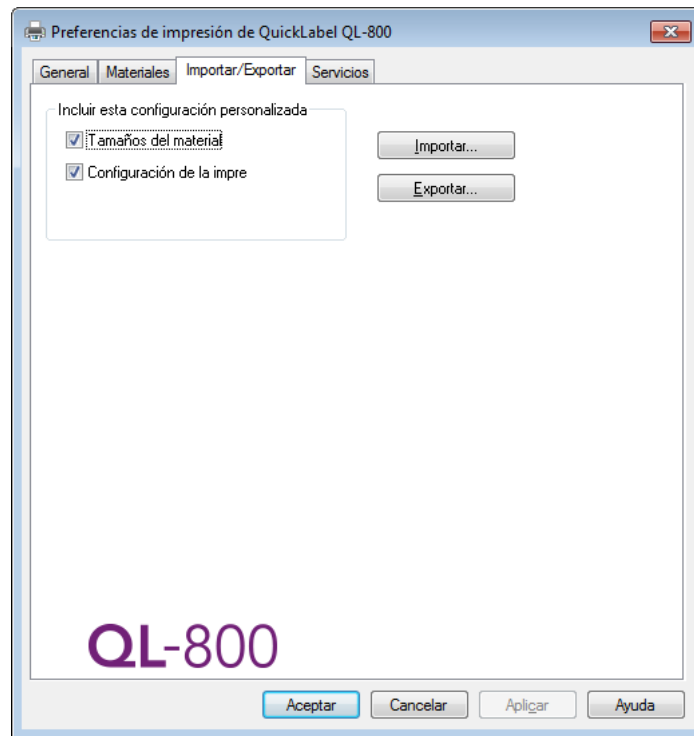 Preferencias de impresión de QuickLabel QL-800
General Materiales Importar/Exportar Servicios
Incluir esta configuración personalizada
Tamaños del material
Importar...
Configuración de la impre
Exportar...
QL-800
Aceptar Cancelar Aplicar Ayuda